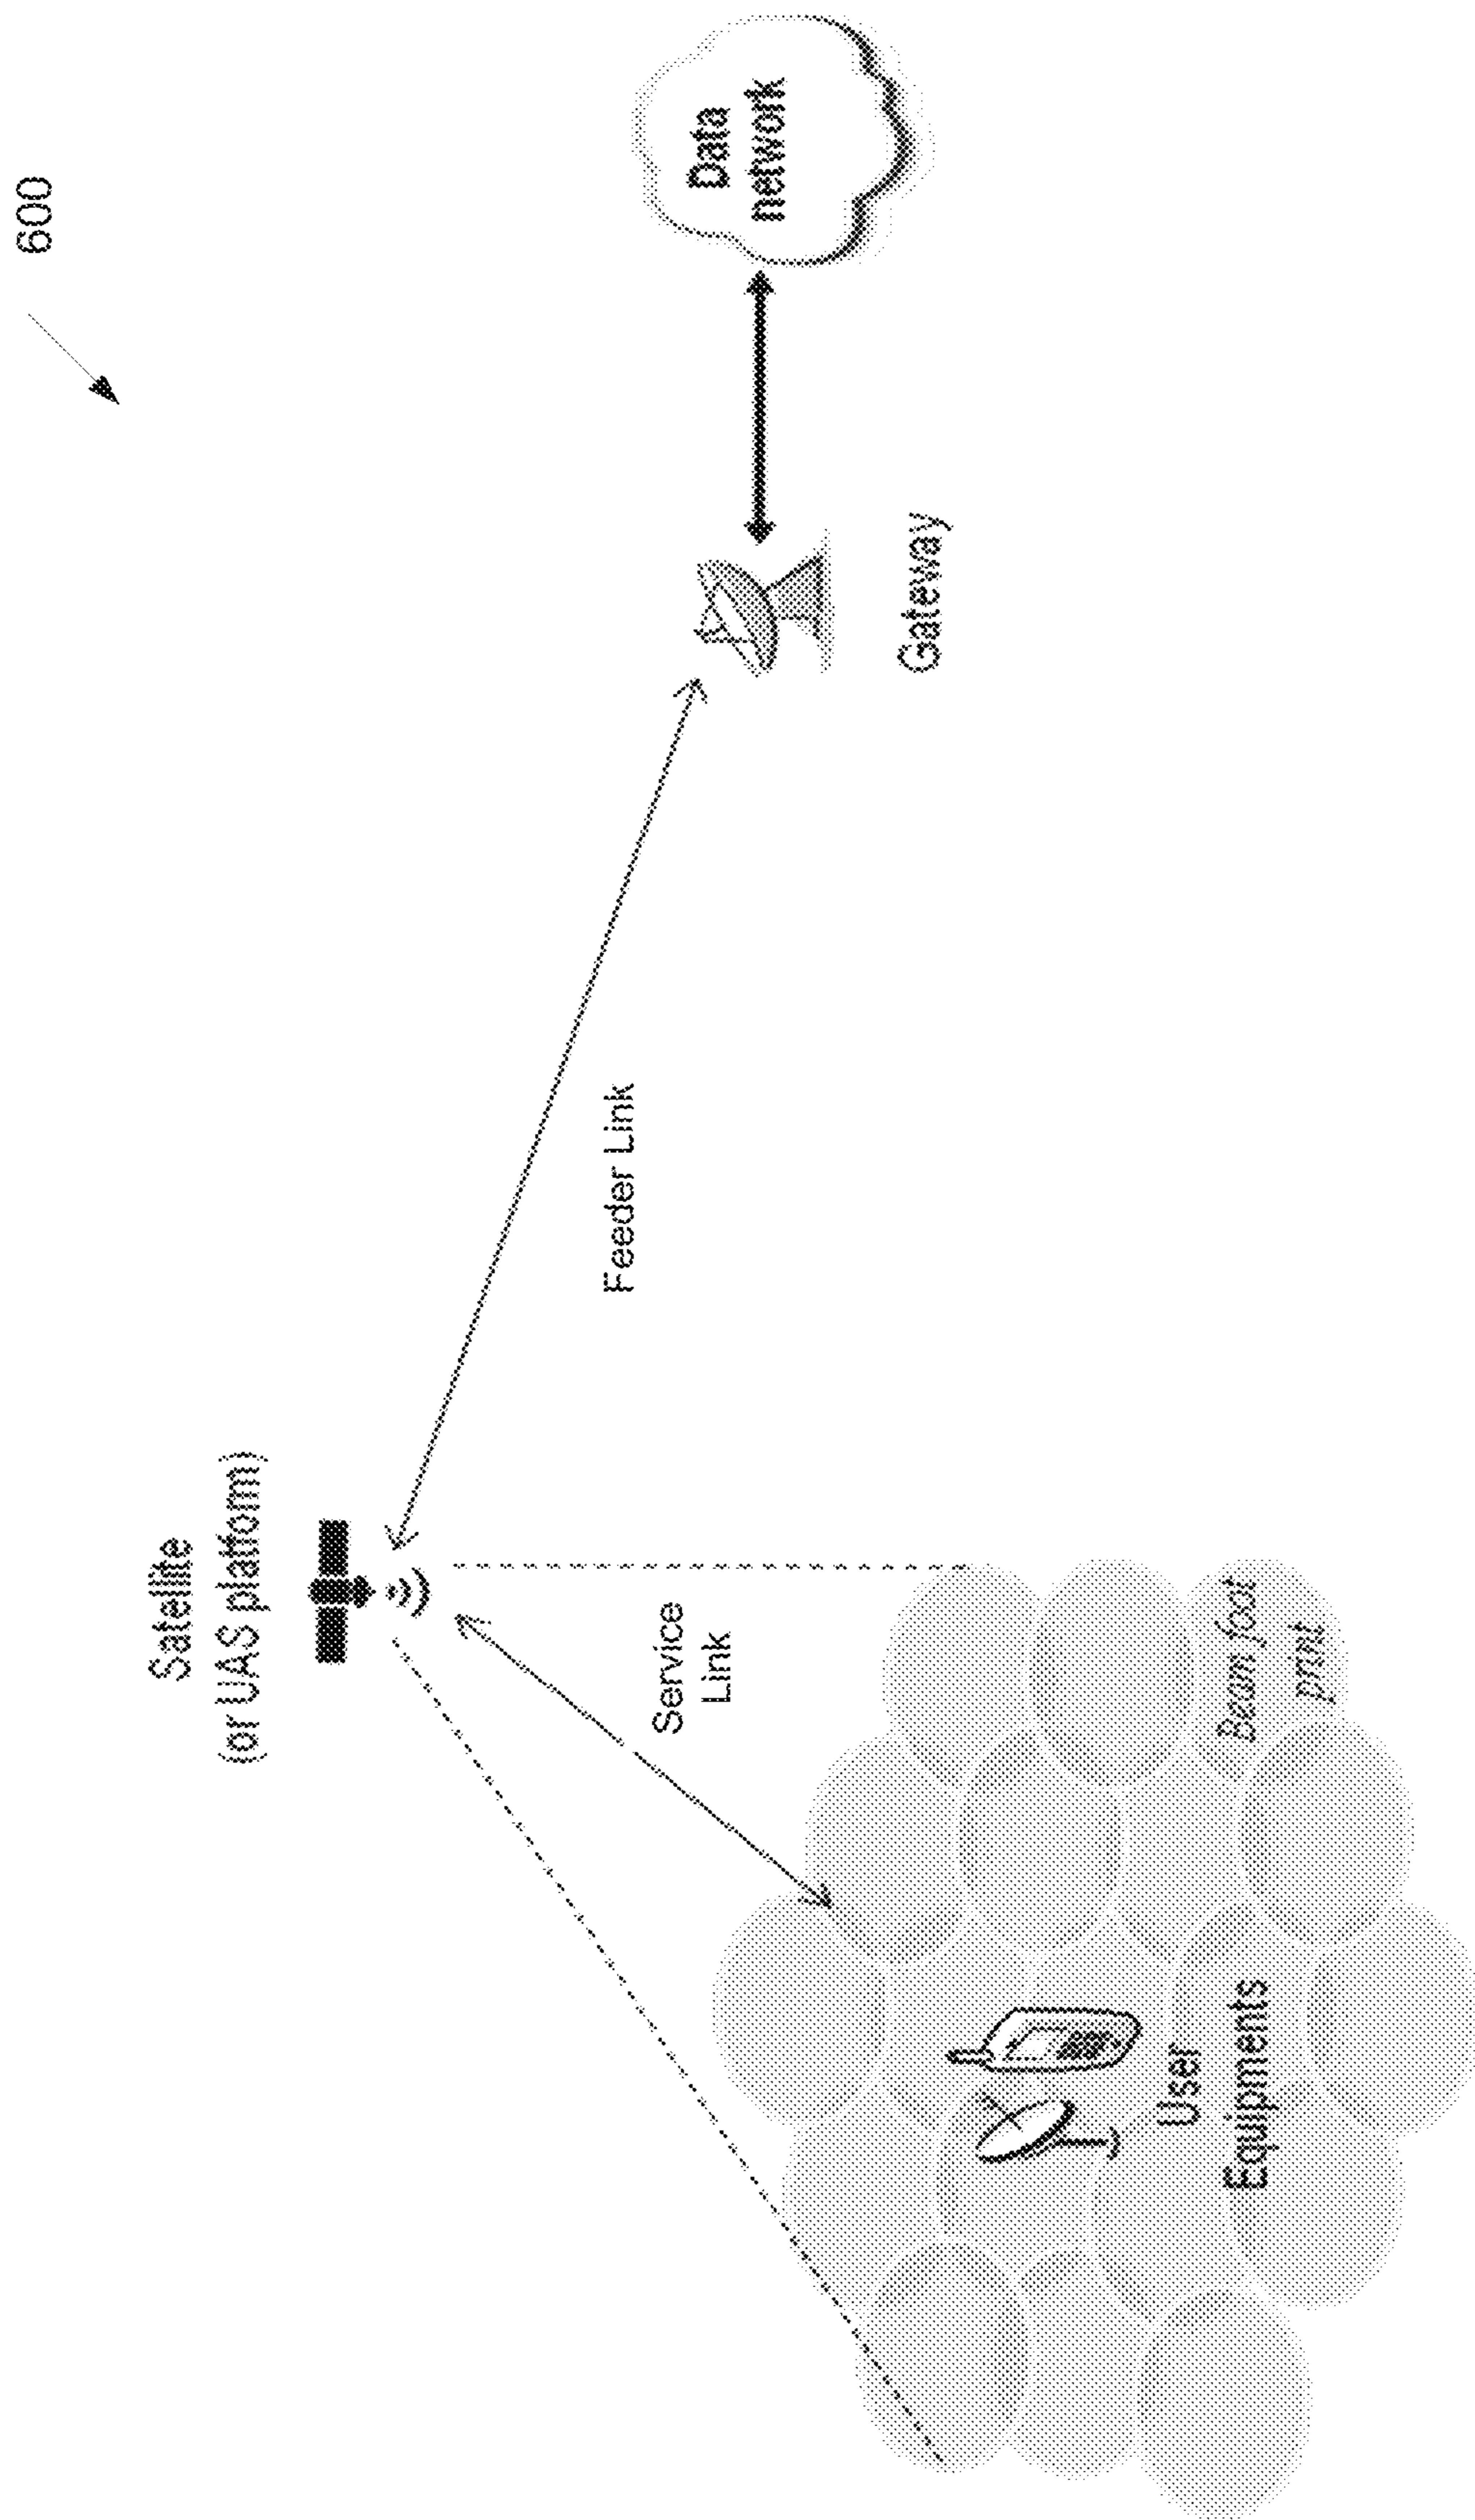 600
Satellite
(or UAS platform)
Feeder Link
Service
Link
Gateway
Data
network
Beam foot
print
User
Equipments